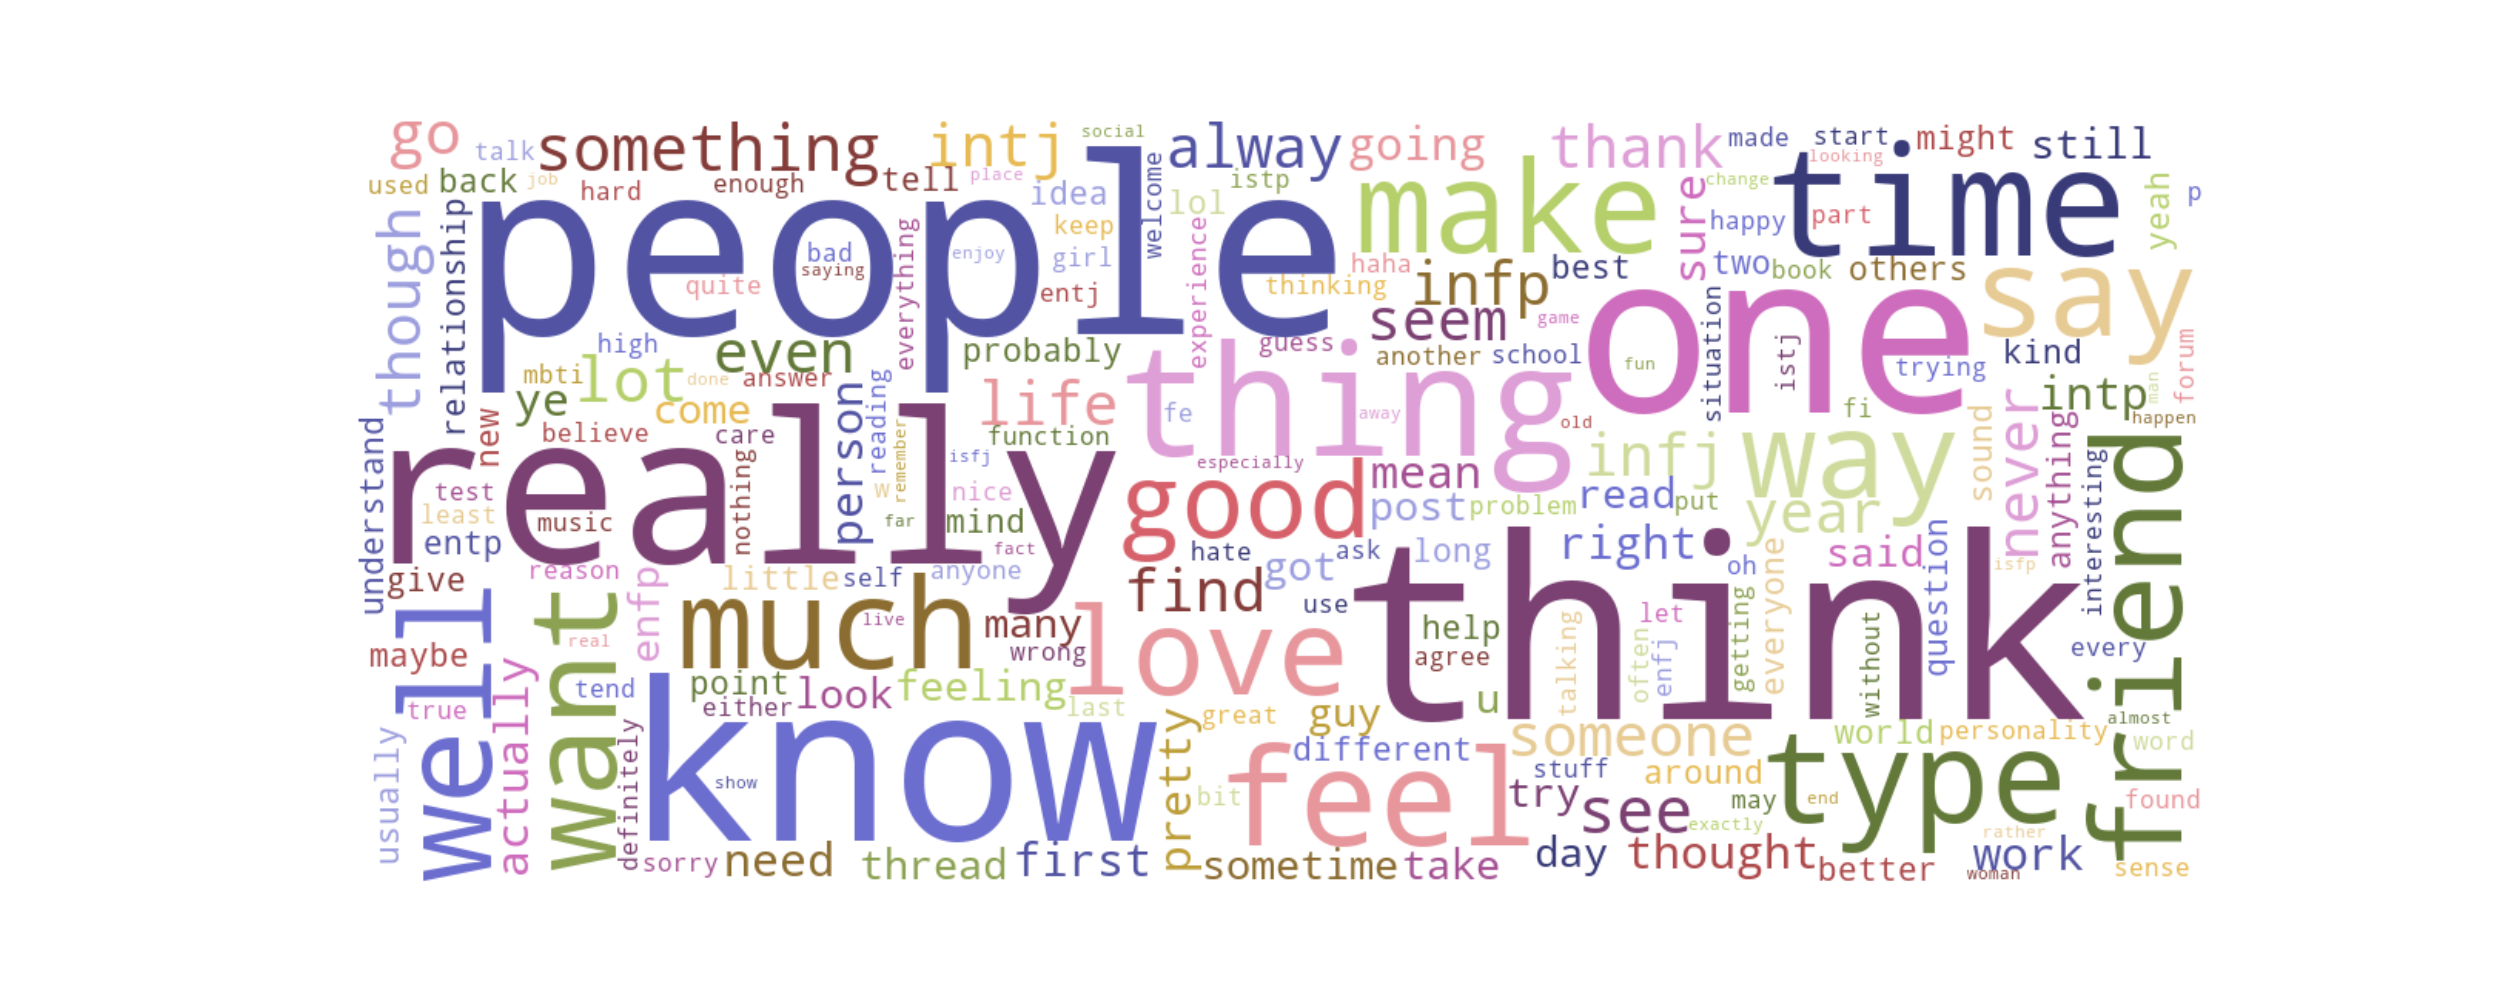 go
talk
something
intj
social
alway
going
thank
made
start
might
still
looking
used
back
job
hard
enough
tell
place
idea
welcome
lol
istp
make
sure
change
time
yeah
p
though
relationship
people
bad
saying
enjoy
quite
everything
keep
girl
entj
experience
haha
thinking
infp
best
happy
part
two
book
others
say
seem
game
one
fun
situation
istj
trying
kind
forum
high
even
probably
guess
another
school
thing
mbti
lot
done
answer
life
fe
away
old
fi
intp
man
happen
ye
come
person
reading
function
new
believe
care
remember
isfj
especially
mean
infj
way
sound
never
anything
interesting
friend
understand
really
test
least
music
entp
nothing
w
far
nice
mind
fact
good
post
problem
read
put
year
hate
got
ask
long
right
oh
said
question
isfp
give
reason
enfp
little
self
anyone
find
use
think
everyone
well
want
real
much
live
many
wrong
love
help
agree
talking
let
often
enfj
getting
without
every
maybe
true
actually
tend
point
either
look
feeling
last
great
guy
u
different
someone
world
personality
almost
word
usually
definitely
know
show
pretty
bit
feel
stuff
try
see
around
may
end
exactly
type
found
rather
sorry
need
thread
first
sometime
take
day
thought
better
work
woman
sense